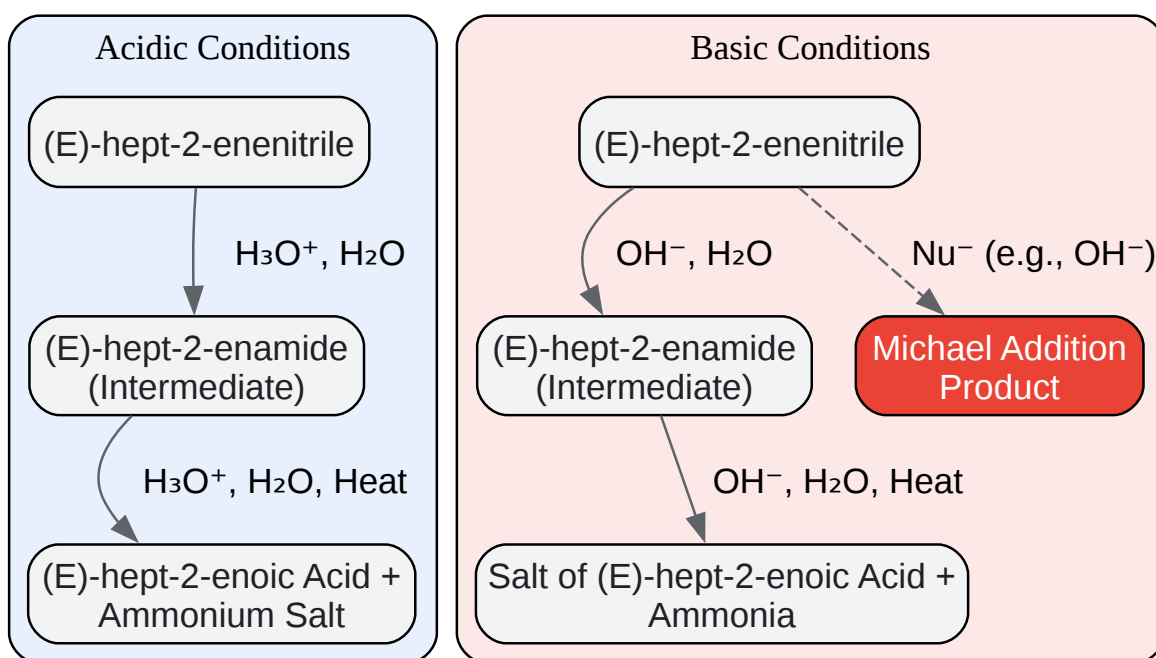 Acidic Conditions
(E)-hept-2-enenitrile
H₃O⁺, H₂O
(E)-hept-2-enamide
(Intermediate)
H₃O⁺, H₂O, Heat
(E)-hept-2-enoic Acid +
Ammonium Salt
Basic Conditions
(E)-hept-2-enenitrile
OH⁻, H₂O
Nu⁻ (e.g., OH⁻)
(E)-hept-2-enamide
(Intermediate)
Michael Addition
Product
OH⁻, H₂O, Heat
Salt of (E)-hept-2-enoic Acid +
Ammonia